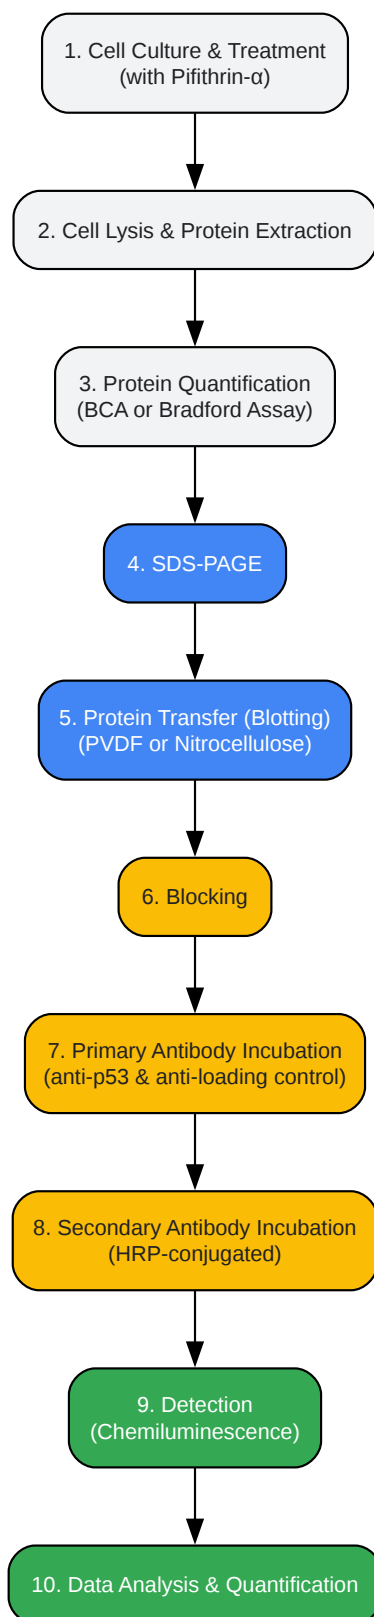 1. Cell Culture & Treatment
(with Pifithrin-α)
2. Cell Lysis & Protein Extraction
3. Protein Quantification
(BCA or Bradford Assay)
4. SDS-PAGE
5. Protein Transfer (Blotting)
(PVDF or Nitrocellulose)
6. Blocking
7. Primary Antibody Incubation
(anti-p53 & anti-loading control)
8. Secondary Antibody Incubation
(HRP-conjugated)
9. Detection
(Chemiluminescence)
10. Data Analysis & Quantification